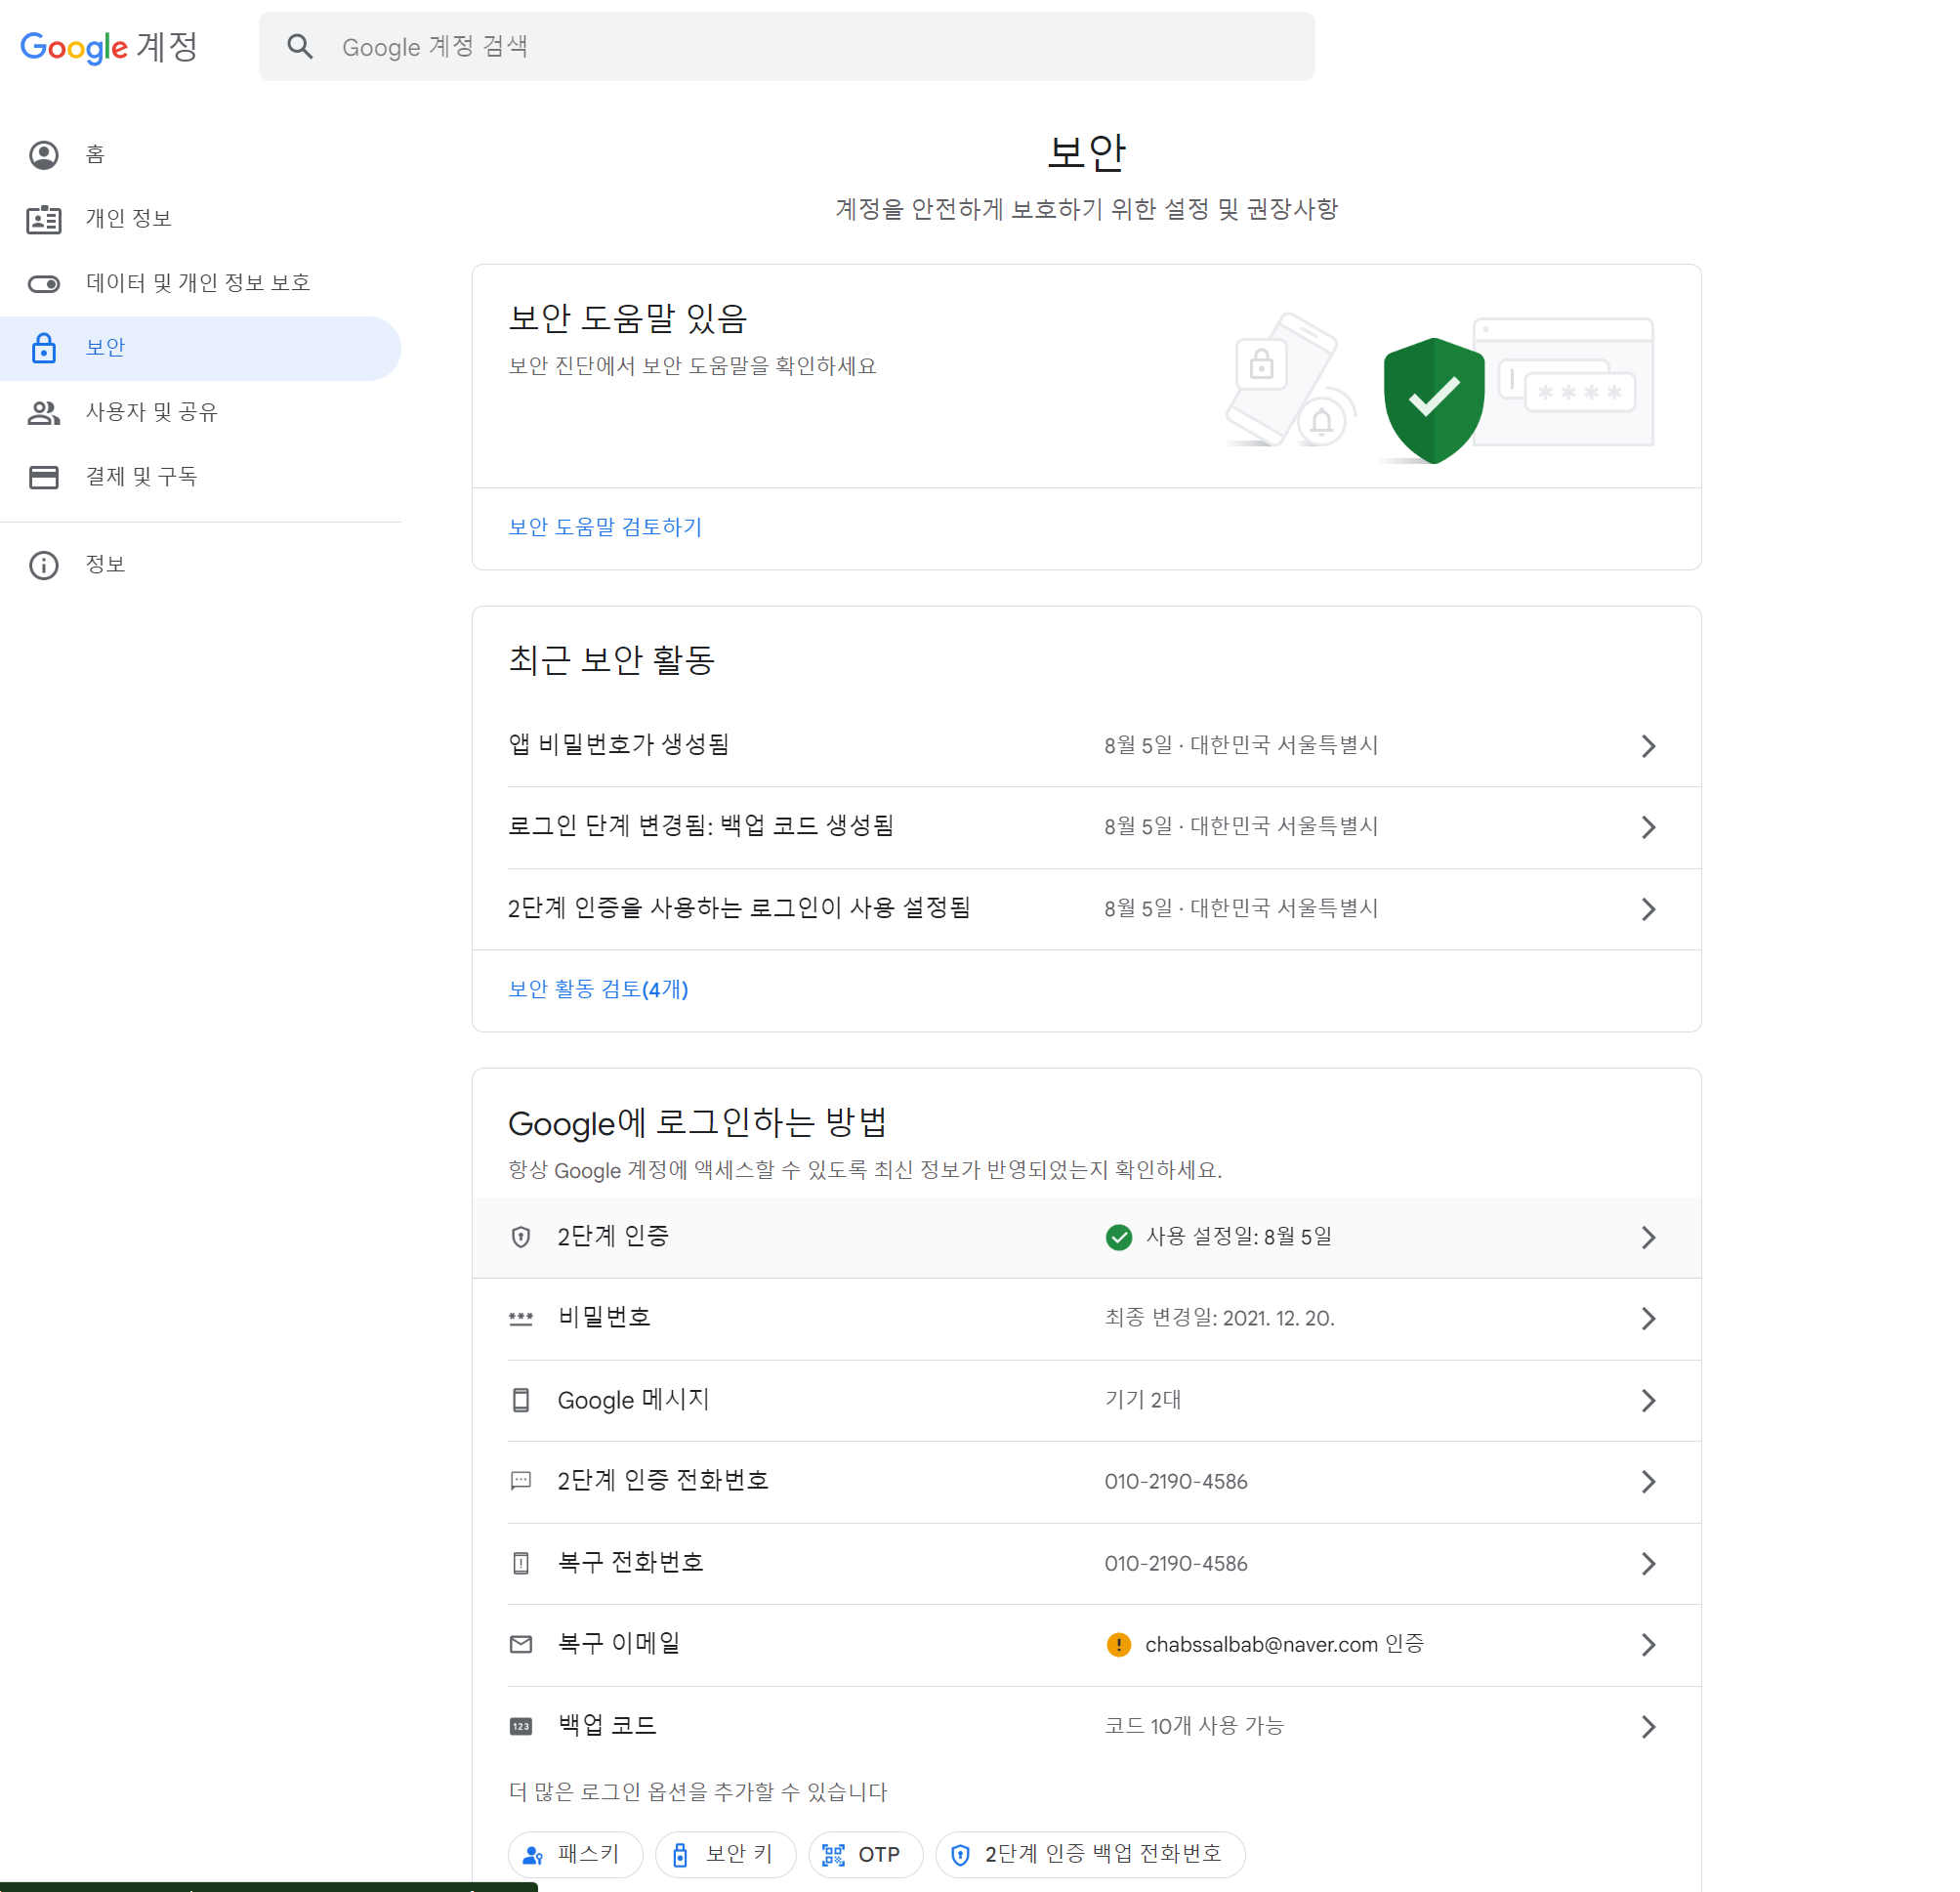 Google 계정
Google 계정 검색
홈
개인 정보
데이터 및 개인 정보 보호
보안
사용자 및 공유
결제 및 구독
정보
보안
계정을 안전하게 보호하기 위한 설정 및 권장사항
보안 도움말 있음
보안 진단에서 보안 도움말을 확인하세요
보안 도움말 검토하기
최근 보안 활동
앱 비밀번호가 생성됨 8월 5일 · 대한민국 서울특별시
로그인 단계 변경됨: 백업 코드 생성됨 8월 5일 · 대한민국 서울특별시
2단계 인증을 사용하는 로그인이 사용 설정됨 8월 5일 · 대한민국 서울특별시
보안 활동 검토(4개)
Google에 로그인하는 방법
항상 Google 계정에 액세스할 수 있도록 최신 정보가 반영되었는지 확인하세요.
2단계 인증 사용 설정일: 8월 5일
비밀번호 최종 변경일: 2021. 12. 20.
Google 메시지 기기 2대
2단계 인증 전화번호 010-2190-4586
복구 전화번호 010-2190-4586
복구 이메일 chabssalbab@naver.com 인증
123 백업 코드 코드 10개 사용 가능
더 많은 로그인 옵션을 추가할 수 있습니다
패스키 보안 키 OTP 2단계 인증 백업 전화번호